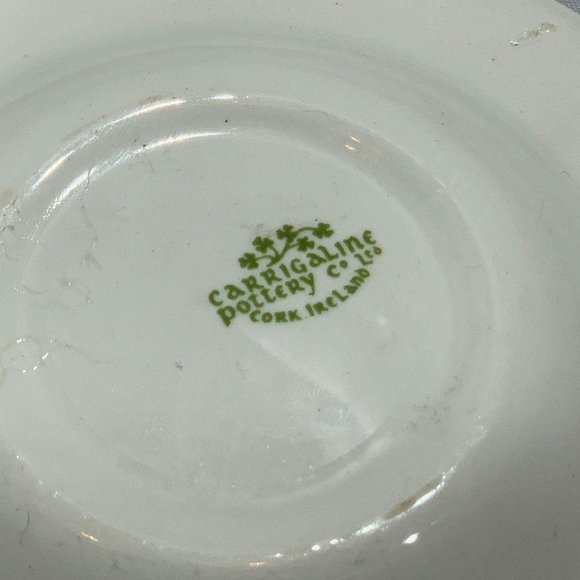 CARRIGALINE
POTTERY CO LTD
CORK IRELAND